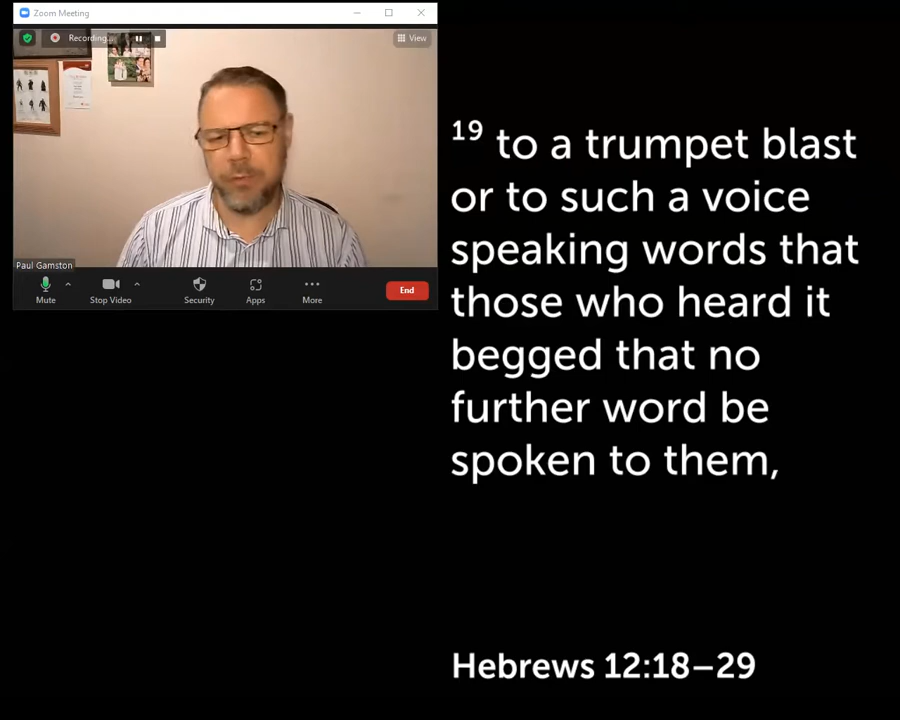 Zoom Meeting
Recording...
View
Paul Gamston
Mute
Stop Video
Security
Apps
More
End
19 to a trumpet blast
or to such a voice
speaking words that
those who heard it
begged that no
further word be
spoken to them,
Hebrews 12:18–29